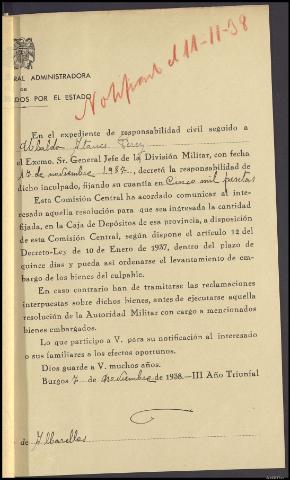 Notifiqué el 11-11-38
RAL ADMINISTRADORA
DE
ADOS POR EL ESTADO
En el expediente de responsabilidad civil seguido a
Ubaldo Perez
el Excmo. Sr. General Jefe de la División Militar, con fecha
17 de noviembre 1937, decretó la responsabilidad de
dicho inculpado, fijando su cuantía en Cinco mil pesetas
Esta Comisión Central ha acordado comunicar al inte-
resado aquella resolución para que sea ingresada la cantidad
fijada, en la Caja de Depósitos de esa provincia, a disposición
de esta Comisión Central, según dispone el artículo 12 del
Decreto-Ley de 10 de Enero de 1937, dentro del plazo de
quince días y pueda así ordenarse el levantamiento de em-
bargo de los bienes del culpable.
En caso contrario han de tramitarse las reclamaciones
interpuestas sobre dichos bienes, antes de ejecutarse aquella
resolución de la Autoridad Militar con cargo a mencionados
bienes embargados.
Lo que participo a V. para su notificación al interesado
o sus familiares a los efectos oportunos.
Dios guarde a V. muchos años.
Burgos 7 de noviembre de 1938.—III Año Triunfal
de